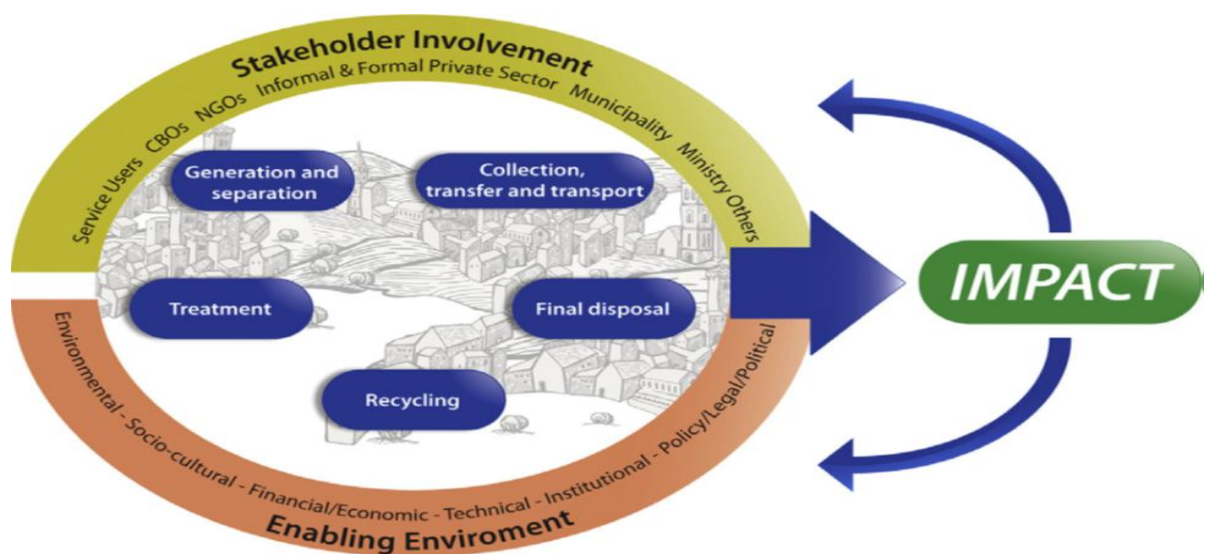 Stakeholder Involvement
Service Users CBOs NGOs Informal & Formal Private Sector Municipality Ministry Others
Generation and
separation
Collection,
transfer and transport
Treatment
Final disposal
Recycling
IMPACT
Environmental - Socio-cultural - Financial/Economic - Technical - Institutional - Policy/Legal/Political
Enabling Enviroment